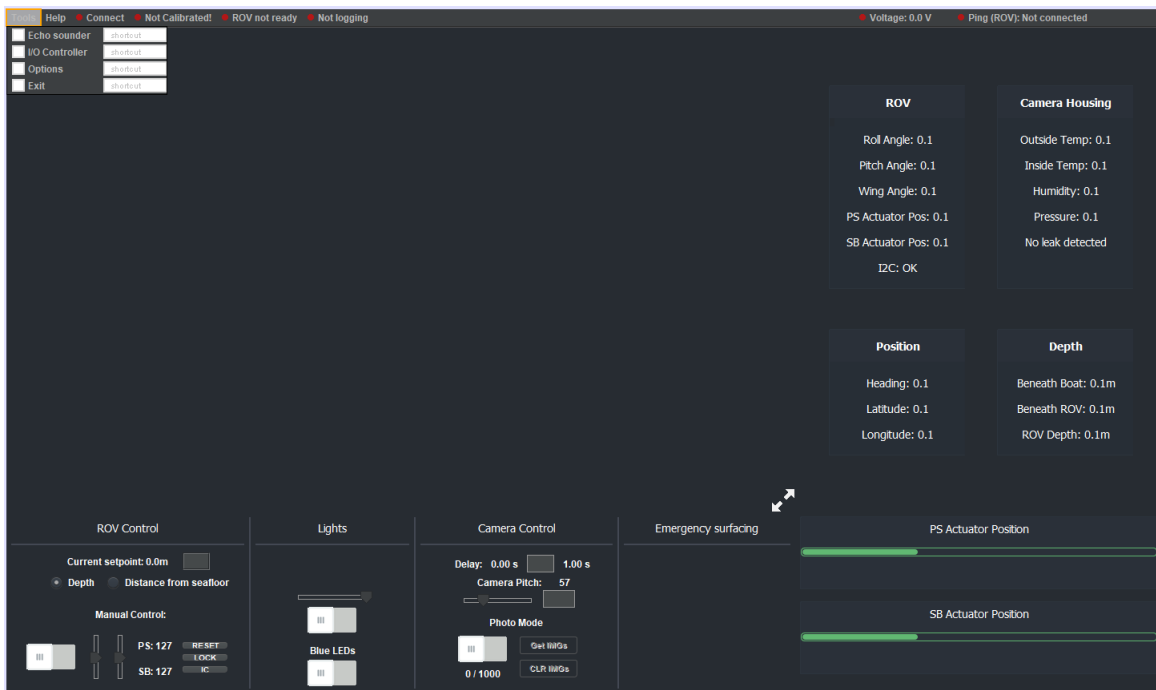 Tools Help Connect Not Calibrated! ROV not ready Not logging Voltage: 0.0 V Ping (ROV): Not connected
Echo sounder shortcut
I/O Controller shortcut
Options shortcut
Exit shortcut
ROV
Roll Angle: 0.1
Pitch Angle: 0.1
Wing Angle: 0.1
PS Actuator Pos: 0.1
SB Actuator Pos: 0.1
I2C: OK
Camera Housing
Outside Temp: 0.1
Inside Temp: 0.1
Humidity: 0.1
Pressure: 0.1
No leak detected
Position
Heading: 0.1
Latitude: 0.1
Longitude: 0.1
Depth
Beneath Boat: 0.1m
Beneath ROV: 0.1m
ROV Depth: 0.1m
ROV Control
Current setpoint: 0.0m
Depth Distance from seafloor
Manual Control:
PS: 127 RESET
LOCK
SB: 127 IC
Lights
Blue LEDs
Camera Control
Delay: 0.00 s 1.00 s
Camera Pitch: 57
Photo Mode
Get IMGs
CLR IMGs
0 / 1000
Emergency surfacing
PS Actuator Position
SB Actuator Position